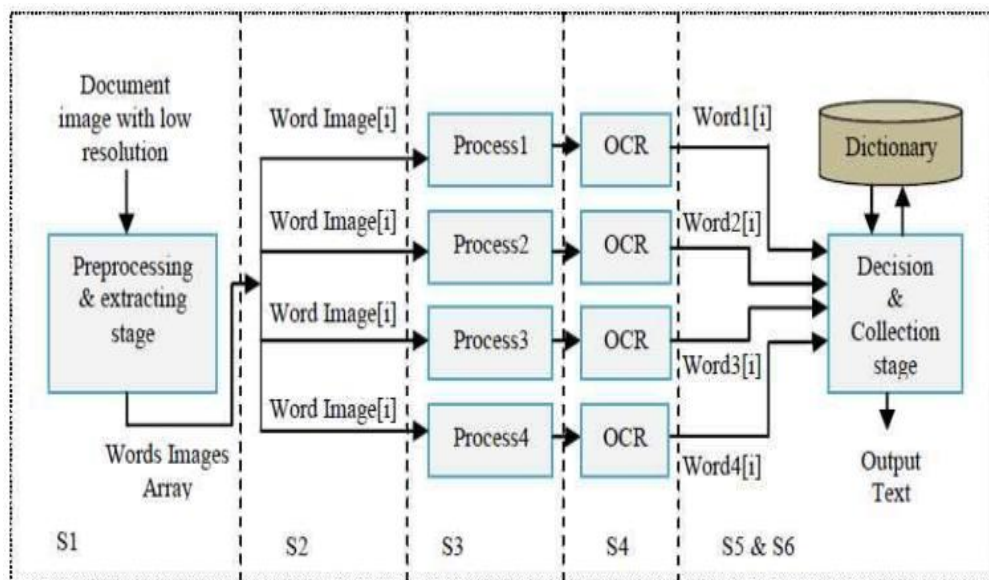 Document
image with low
resolution
Preprocessing
& extracting
stage
Words Images
Array
S1
Word Image[i]
Word Image[i]
Word Image[i]
Word Image[i]
S2
Process1
Process2
Process3
Process4
S3
OCR
OCR
OCR
OCR
S4
Word1[i]
Word2[i]
Word3[i]
Word4[i]
Dictionary
Decision
&
Collection
stage
Output
Text
S5 & S6